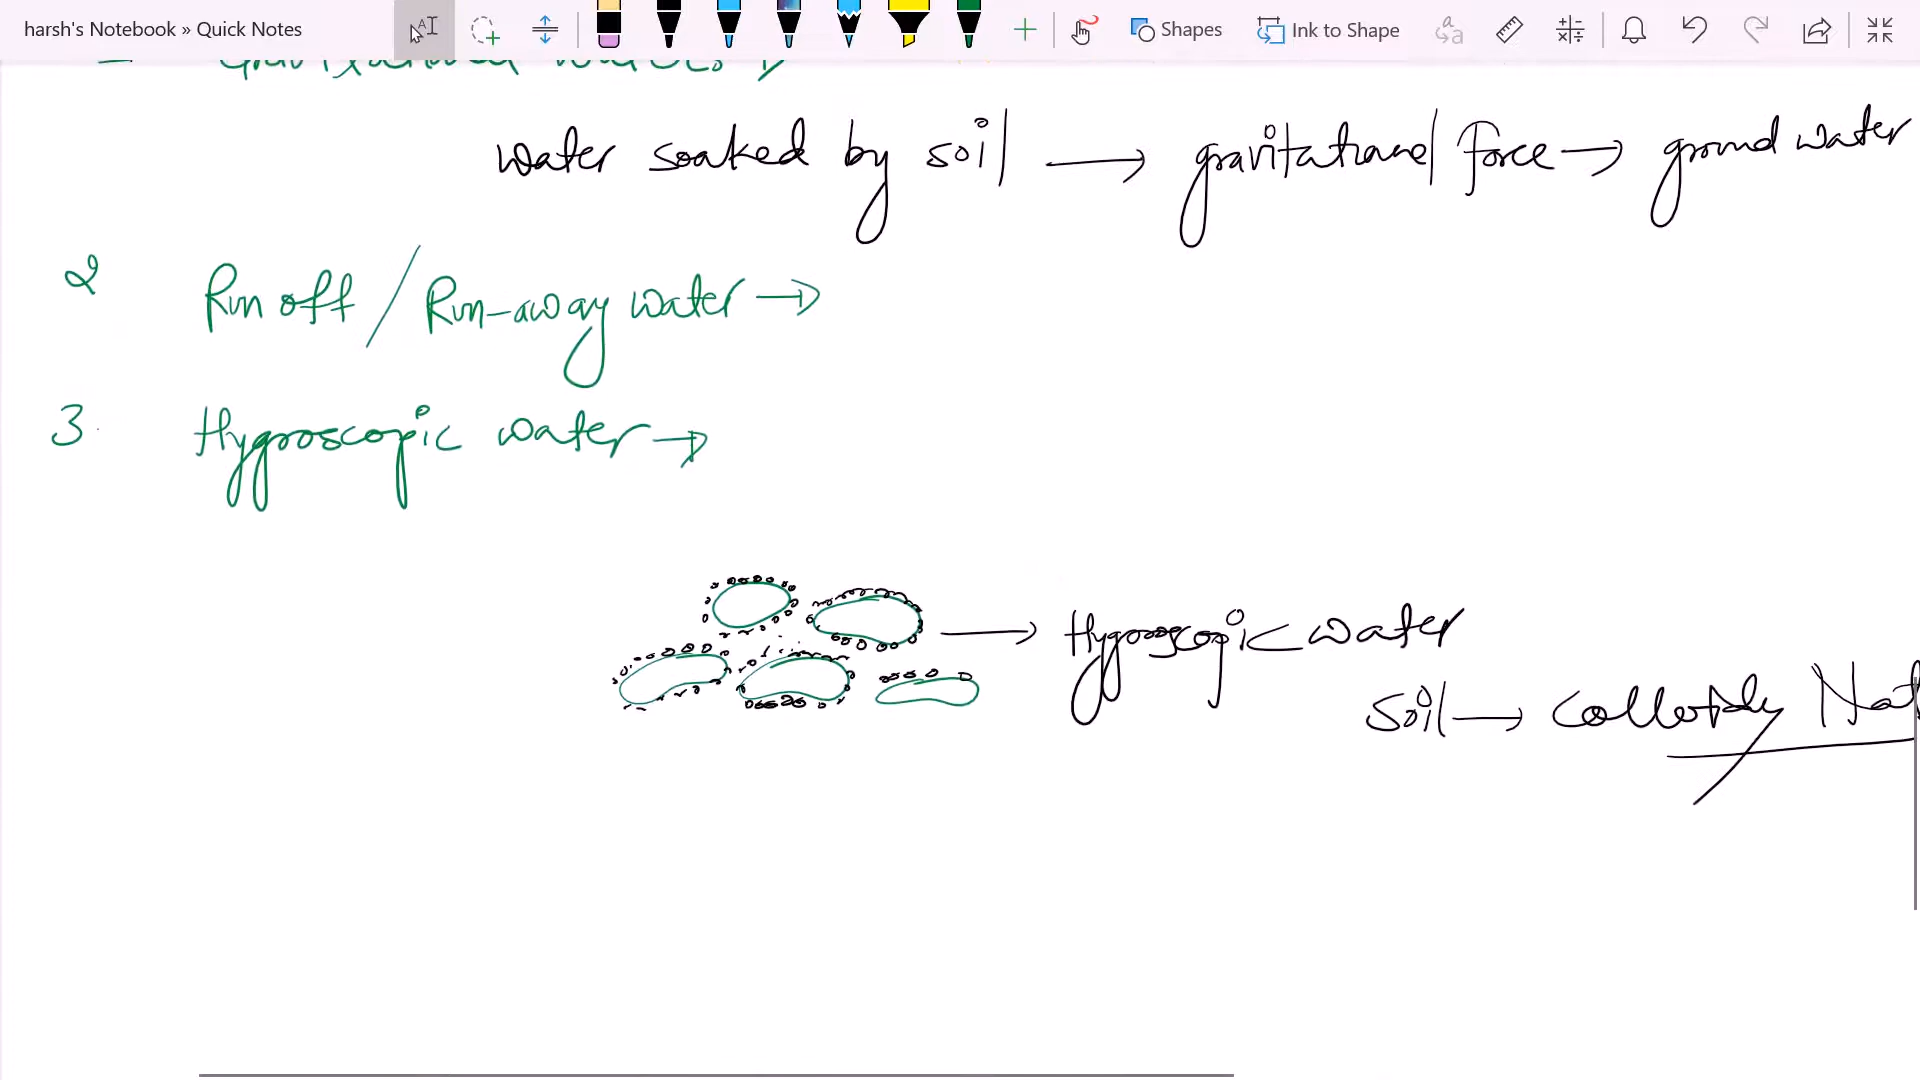 harsh's Notebook » Quick Notes
Shapes
Ink to Shape
water soaked by soil → gravitational force → ground water
2 Run off / Run-away water →
3 Hygroscopic water →
→ Hygroscopic water
soil →